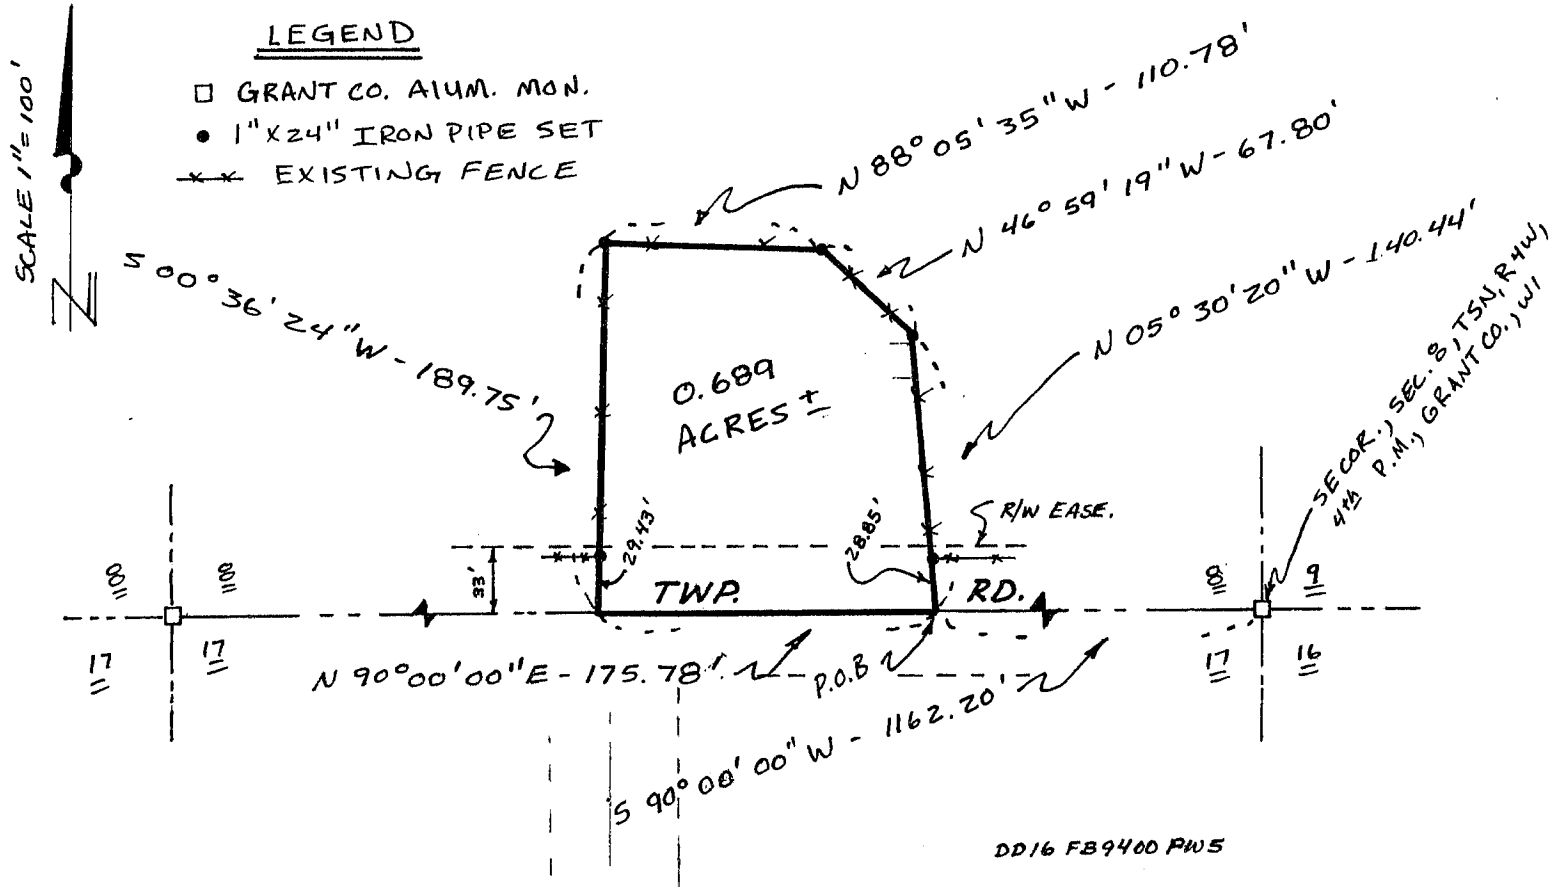 LEGEND
GRANT CO. AIUM. MON.
1"X24" IRON PIPE SET
EXISTING FENCE
SCALE 1"=100'
N
N 88° 05' 35" W - 110.78'
N 46° 59' 19" W - 67.80'
N 05° 30' 20" W - 140.44'
S 00° 36' 24" W - 189.75'
0.689
ACRES ±
SE COR., SEC. 8, T5N, R4W,
4th P.M., GRANT CO., WI
29.43'
28.85'
R/W EASE.
33'
TWP. RD.
8 8
17 17
8 9
17 16
N 90°00'00"E - 175.78'
P.O.B
S 90° 00' 00" W - 1162.20'
DD16 FB9400 PW5